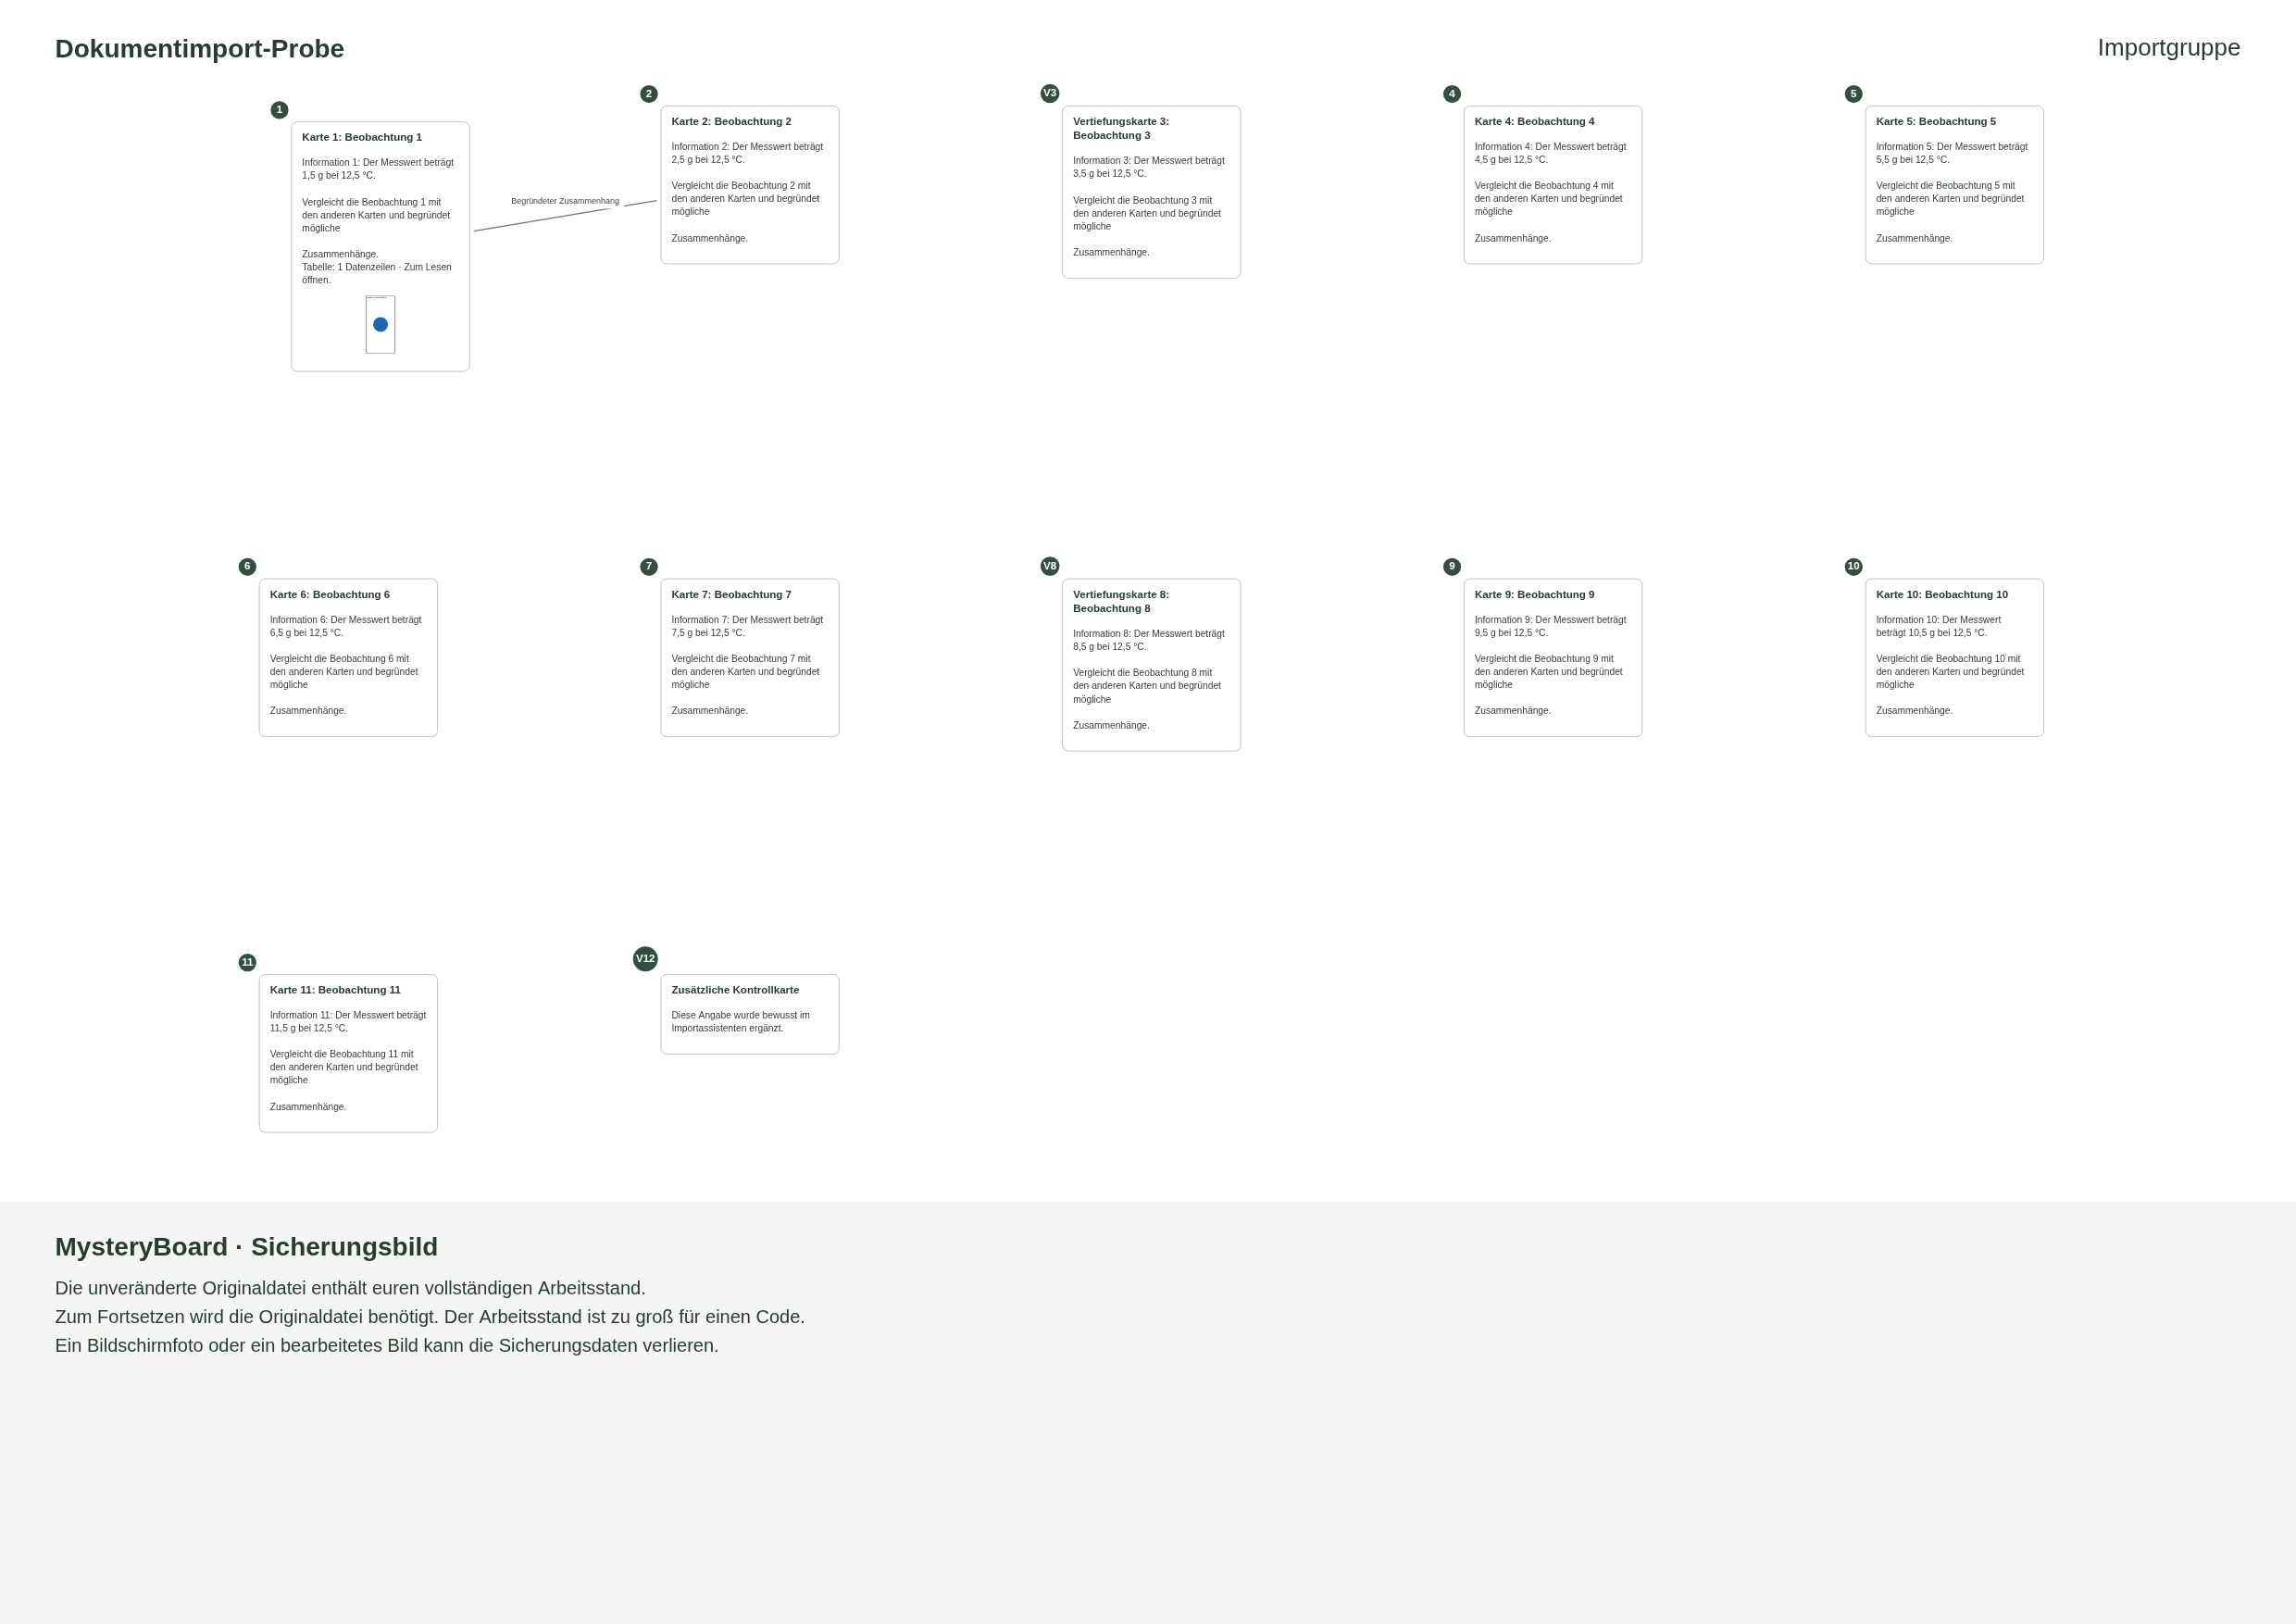 Dokumentimport-Probe
Importgruppe
1
Karte 1: Beobachtung 1
Information 1: Der Messwert beträgt
1,5 g bei 12,5 °C.
Vergleicht die Beobachtung 1 mit
den anderen Karten und begründet
mögliche
Zusammenhänge.
Tabelle: 1 Datenzeilen · Zum Lesen
öffnen.
Begründeter Zusammenhang
2
Karte 2: Beobachtung 2
Information 2: Der Messwert beträgt
2,5 g bei 12,5 °C.
Vergleicht die Beobachtung 2 mit
den anderen Karten und begründet
mögliche
Zusammenhänge.
V3
Vertiefungskarte 3:
Beobachtung 3
Information 3: Der Messwert beträgt
3,5 g bei 12,5 °C.
Vergleicht die Beobachtung 3 mit
den anderen Karten und begründet
mögliche
Zusammenhänge.
4
Karte 4: Beobachtung 4
Information 4: Der Messwert beträgt
4,5 g bei 12,5 °C.
Vergleicht die Beobachtung 4 mit
den anderen Karten und begründet
mögliche
Zusammenhänge.
5
Karte 5: Beobachtung 5
Information 5: Der Messwert beträgt
5,5 g bei 12,5 °C.
Vergleicht die Beobachtung 5 mit
den anderen Karten und begründet
mögliche
Zusammenhänge.
6
Karte 6: Beobachtung 6
Information 6: Der Messwert beträgt
6,5 g bei 12,5 °C.
Vergleicht die Beobachtung 6 mit
den anderen Karten und begründet
mögliche
Zusammenhänge.
7
Karte 7: Beobachtung 7
Information 7: Der Messwert beträgt
7,5 g bei 12,5 °C.
Vergleicht die Beobachtung 7 mit
den anderen Karten und begründet
mögliche
Zusammenhänge.
V8
Vertiefungskarte 8:
Beobachtung 8
Information 8: Der Messwert beträgt
8,5 g bei 12,5 °C.
Vergleicht die Beobachtung 8 mit
den anderen Karten und begründet
mögliche
Zusammenhänge.
9
Karte 9: Beobachtung 9
Information 9: Der Messwert beträgt
9,5 g bei 12,5 °C.
Vergleicht die Beobachtung 9 mit
den anderen Karten und begründet
mögliche
Zusammenhänge.
10
Karte 10: Beobachtung 10
Information 10: Der Messwert
beträgt 10,5 g bei 12,5 °C.
Vergleicht die Beobachtung 10 mit
den anderen Karten und begründet
mögliche
Zusammenhänge.
11
Karte 11: Beobachtung 11
Information 11: Der Messwert beträgt
11,5 g bei 12,5 °C.
Vergleicht die Beobachtung 11 mit
den anderen Karten und begründet
mögliche
Zusammenhänge.
V12
Zusätzliche Kontrollkarte
Diese Angabe wurde bewusst im
Importassistenten ergänzt.
MysteryBoard · Sicherungsbild
Die unveränderte Originaldatei enthält euren vollständigen Arbeitsstand.
Zum Fortsetzen wird die Originaldatei benötigt. Der Arbeitsstand ist zu groß für einen Code.
Ein Bildschirmfoto oder ein bearbeitetes Bild kann die Sicherungsdaten verlieren.